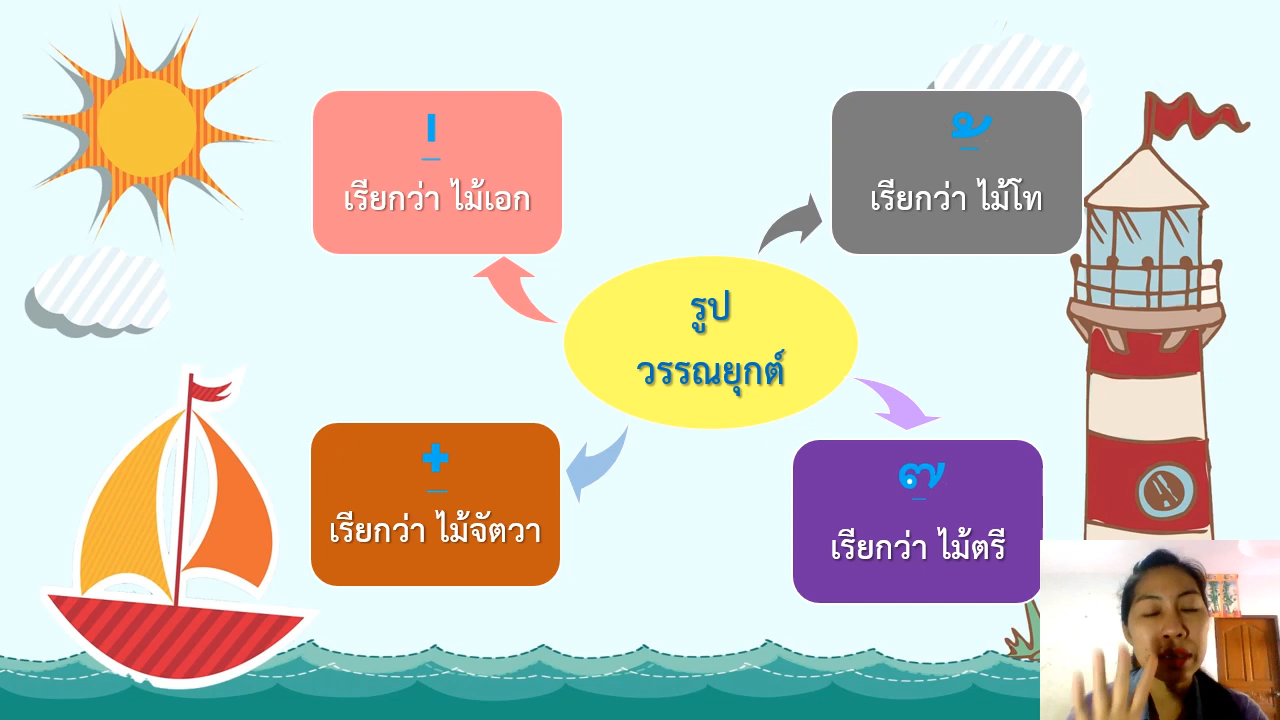 ่
เรียกว่า ไม้เอก
้
เรียกว่า ไม้โท
รูป
วรรณยุกต์
๋
เรียกว่า ไม้จัตวา
๊
เรียกว่า ไม้ตรี